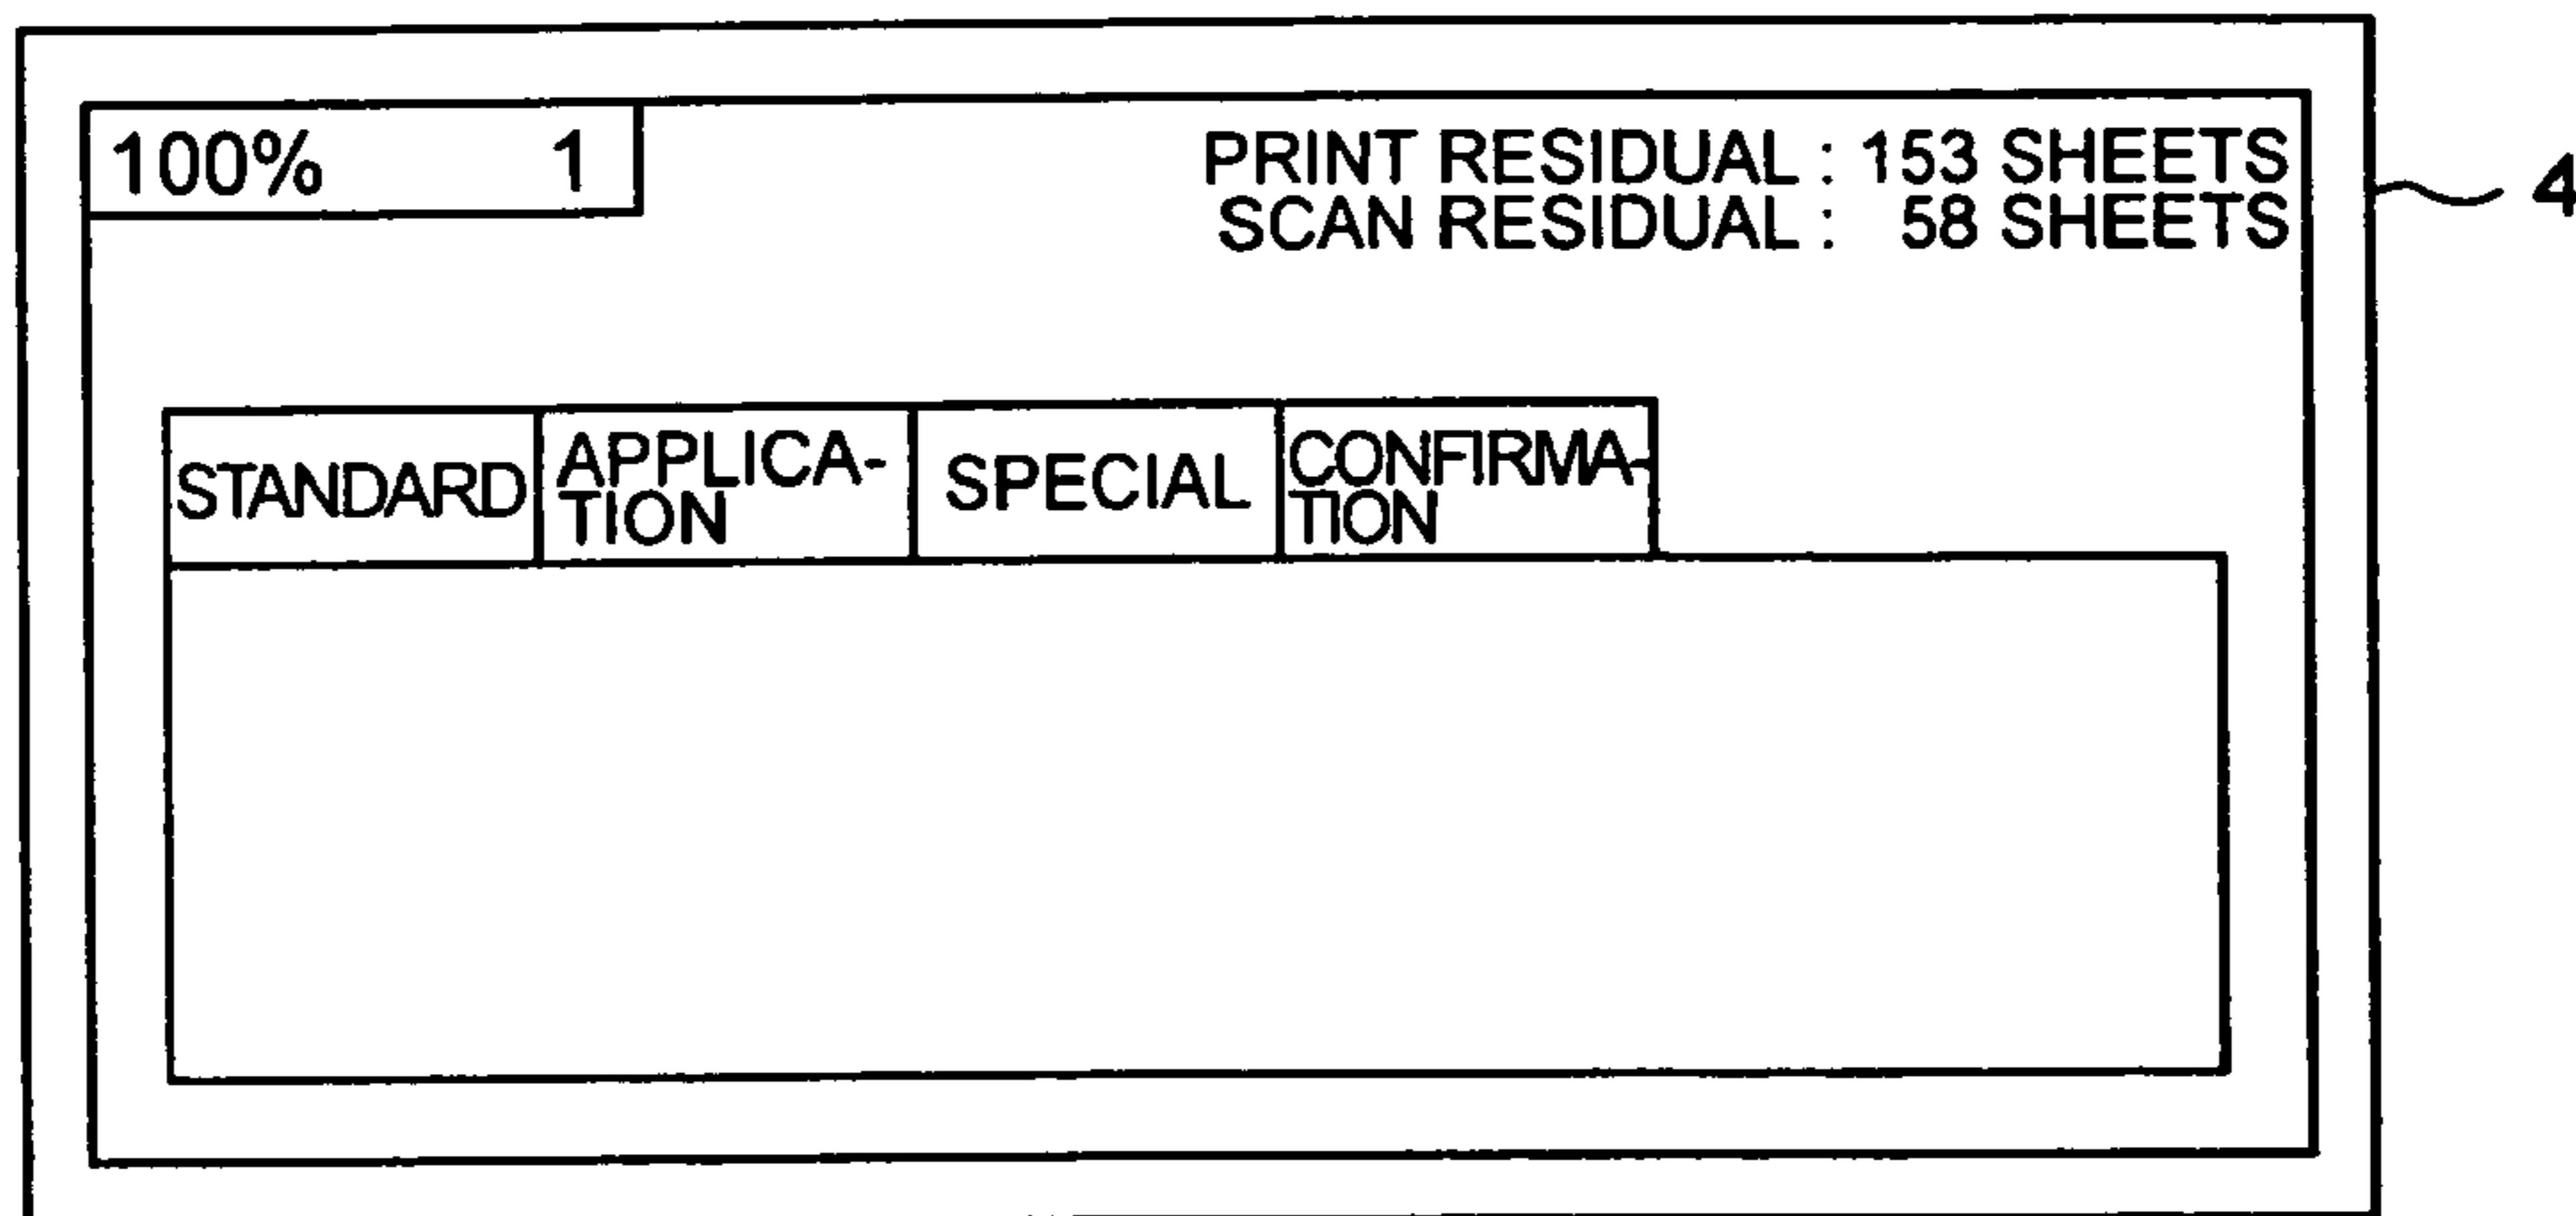 100% 1
PRINT RESIDUAL : 153 SHEETS
SCAN RESIDUAL : 58 SHEETS
4
STANDARD
APPLICA-
TION
SPECIAL
CONFIRMA-
TION